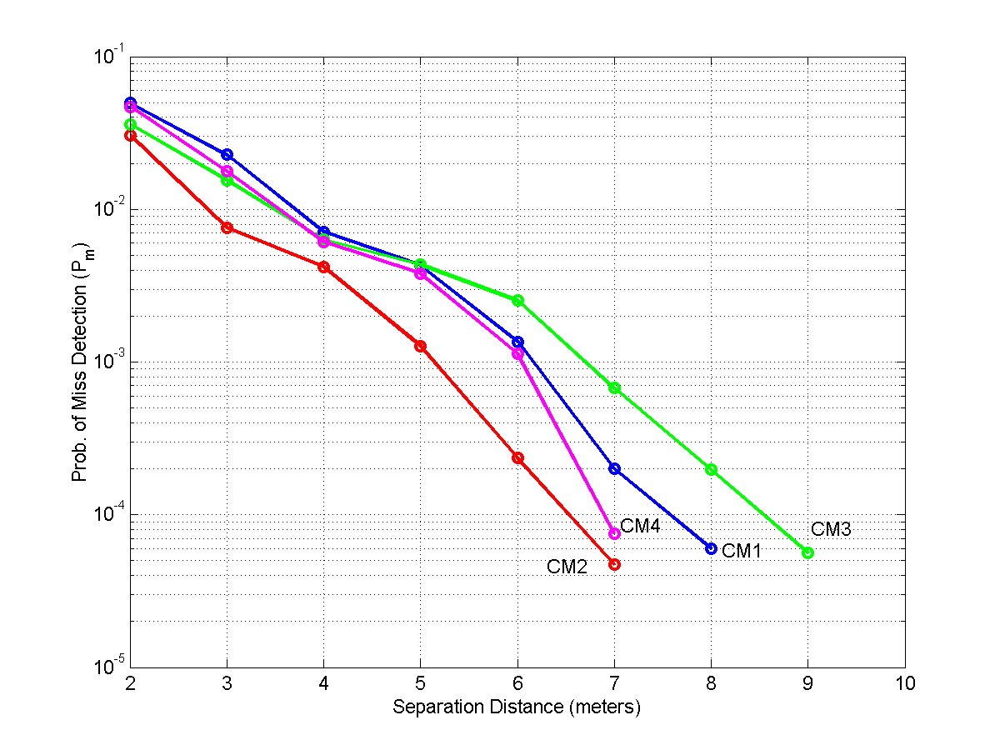 10-1
10-2
10-3
10-4
10-5
Prob. of Miss Detection (Pm)
CM4
CM3
CM1
CM2
2 3 4 5 6 7 8 9 10
Separation Distance (meters)